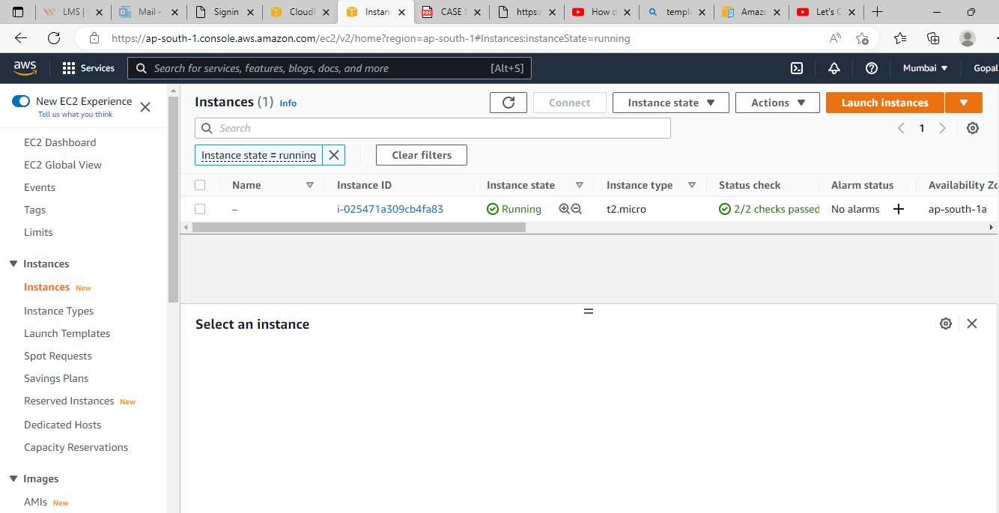 LMS |
Mail -
Signin
CloudF
Instanc
CASE S
https:/
How d
templa
Amazo
Let's C
https://ap-south-1.console.aws.amazon.com/ec2/v2/home?region=ap-south-1#Instances:instanceState=running
aws
Services
Search for services, features, blogs, docs, and more
[Alt+S]
Mumbai
Gopal
New EC2 Experience
Tell us what you think
EC2 Dashboard
EC2 Global View
Events
Tags
Limits
Instances
Instances New
Instance Types
Launch Templates
Spot Requests
Savings Plans
Reserved Instances New
Dedicated Hosts
Capacity Reservations
Images
AMIs New
Instances (1) Info
Connect
Instance state
Actions
Launch instances
Search
1
Instance state = running
Clear filters
Name Instance ID Instance state Instance type Status check Alarm status Availability Zo
– i-025471a309cb4fa83 Running t2.micro 2/2 checks passed No alarms + ap-south-1a
Select an instance